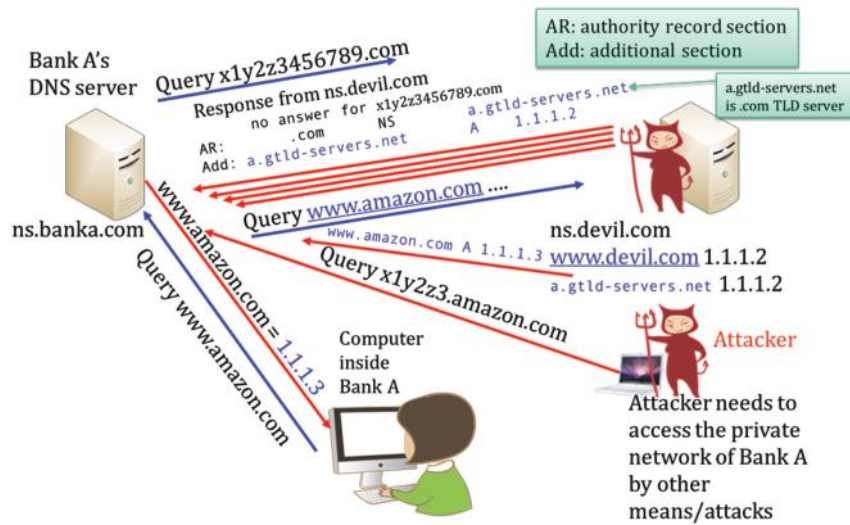 AR: authority record section
Add: additional section
Bank A's
DNS server
Query x1y2z3456789.com
Response from ns.devil.com
no answer for x1y2z3456789.com
AR: .com NS a.gtld-servers.net
Add: a.gtld-servers.net A 1.1.1.2
a.gtld-servers.net
is .com TLD server
ns.banka.com
Query www.amazon.com ....
ns.devil.com
www.devil.com 1.1.1.2
a.gtld-servers.net 1.1.1.2
www.amazon.com A 1.1.1.3
Query x1y2z3.amazon.com
www.amazon.com = 1.1.1.3
Query www.amazon.com
Computer
inside
Bank A
Attacker
Attacker needs to
access the private
network of Bank A
by other
means/attacks